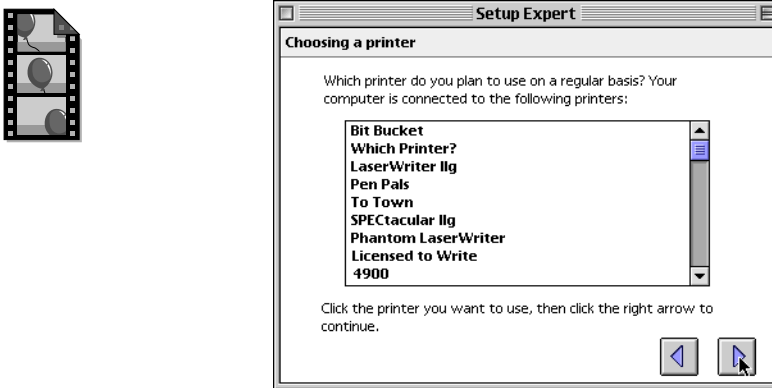 Setup Expert
Choosing a printer
Which printer do you plan to use on a regular basis? Your
computer is connected to the following printers:
Bit Bucket
Which Printer?
LaserWriter IIg
Pen Pals
To Town
SPECtacular IIg
Phantom LaserWriter
Licensed to Write
4900
Click the printer you want to use, then click the right arrow to
continue.